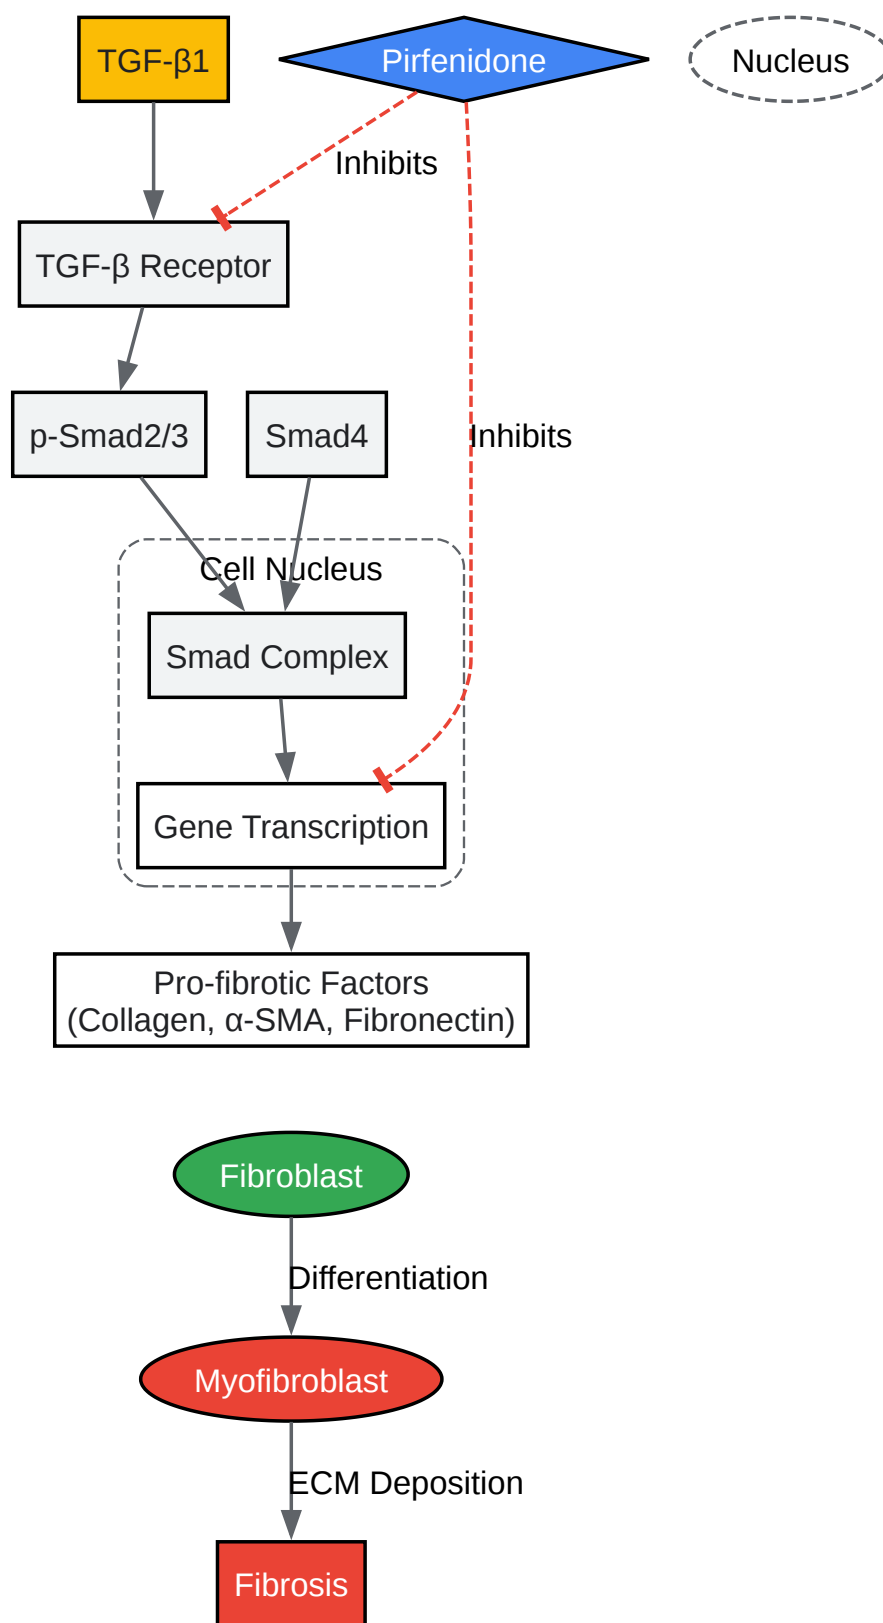 TGF-β1
Pirfenidone
Nucleus
Inhibits
TGF-β Receptor
p-Smad2/3
Smad4
Inhibits
Cell Nucleus
Smad Complex
Gene Transcription
Pro-fibrotic Factors
(Collagen, α-SMA, Fibronectin)
Fibroblast
Differentiation
Myofibroblast
ECM Deposition
Fibrosis